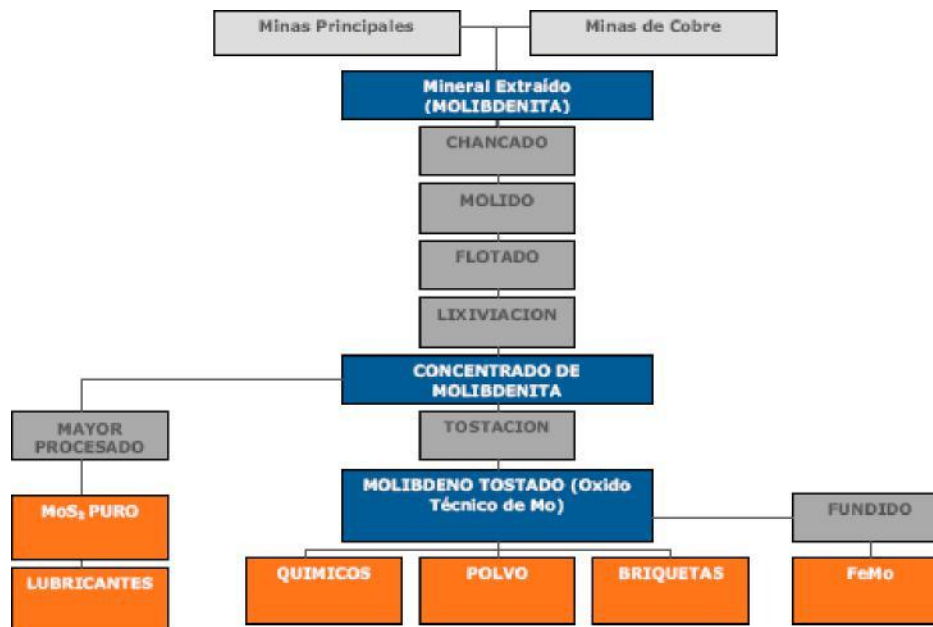 Minas Principales
Minas de Cobre
Mineral Extraído
(MOLIBDENITA)
CHANCADO
MOLIDO
FLOTADO
LIXIVIACION
CONCENTRADO DE
MOLIBDENITA
MAYOR
PROCESADO
TOSTACION
MOLIBDENO TOSTADO (Oxido
Técnico de Mo)
MoS₂ PURO
FUNDIDO
LUBRICANTES
QUIMICOS
POLVO
BRIQUETAS
FeMo